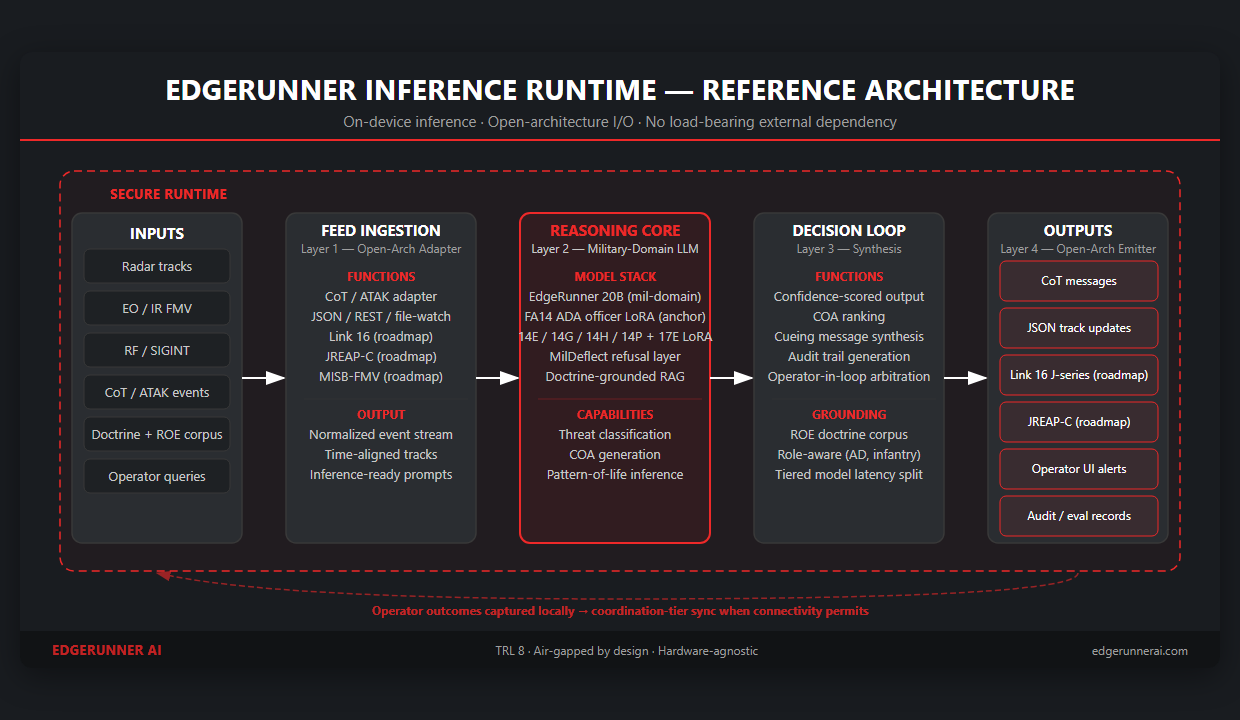 EDGERUNNER INFERENCE RUNTIME — REFERENCE ARCHITECTURE
On-device inference · Open-architecture I/O · No load-bearing external dependency
SECURE RUNTIME
INPUTS
Radar tracks
EO / IR FMV
RF / SIGINT
CoT / ATAK events
Doctrine + ROE corpus
Operator queries
FEED INGESTION
Layer 1 — Open-Arch Adapter
FUNCTIONS
CoT / ATAK adapter
JSON / REST / file-watch
Link 16 (roadmap)
JREAP-C (roadmap)
MISB-FMV (roadmap)
OUTPUT
Normalized event stream
Time-aligned tracks
Inference-ready prompts
REASONING CORE
Layer 2 — Military-Domain LLM
MODEL STACK
EdgeRunner 20B (mil-domain)
FA14 ADA officer LoRA (anchor)
14E / 14G / 14H / 14P + 17E LoRA
MilDeflect refusal layer
Doctrine-grounded RAG
CAPABILITIES
Threat classification
COA generation
Pattern-of-life inference
DECISION LOOP
Layer 3 — Synthesis
FUNCTIONS
Confidence-scored output
COA ranking
Cueing message synthesis
Audit trail generation
Operator-in-loop arbitration
GROUNDING
ROE doctrine corpus
Role-aware (AD, infantry)
Tiered model latency split
OUTPUTS
Layer 4 — Open-Arch Emitter
CoT messages
JSON track updates
Link 16 J-series (roadmap)
JREAP-C (roadmap)
Operator UI alerts
Audit / eval records
Operator outcomes captured locally → coordination-tier sync when connectivity permits
EDGERUNNER AI
TRL 8 · Air-gapped by design · Hardware-agnostic
edgerunnerai.com